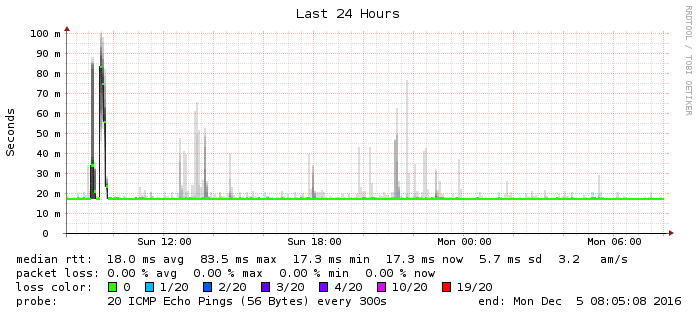 Last 24 Hours
RRDTOOL / TOBI OETIKER
Seconds
100 m
90 m
80 m
70 m
60 m
50 m
40 m
30 m
20 m
10 m
0
Sun 12:00 Sun 18:00 Mon 00:00 Mon 06:00
median rtt: 18.0 ms avg 83.5 ms max 17.3 ms min 17.3 ms now 5.7 ms sd 3.2 am/s
packet loss: 0.00 % avg 0.00 % max 0.00 % min 0.00 % now
loss color: 0 1/20 2/20 3/20 4/20 10/20 19/20
probe: 20 ICMP Echo Pings (56 Bytes) every 300s end: Mon Dec 5 08:05:08 2016